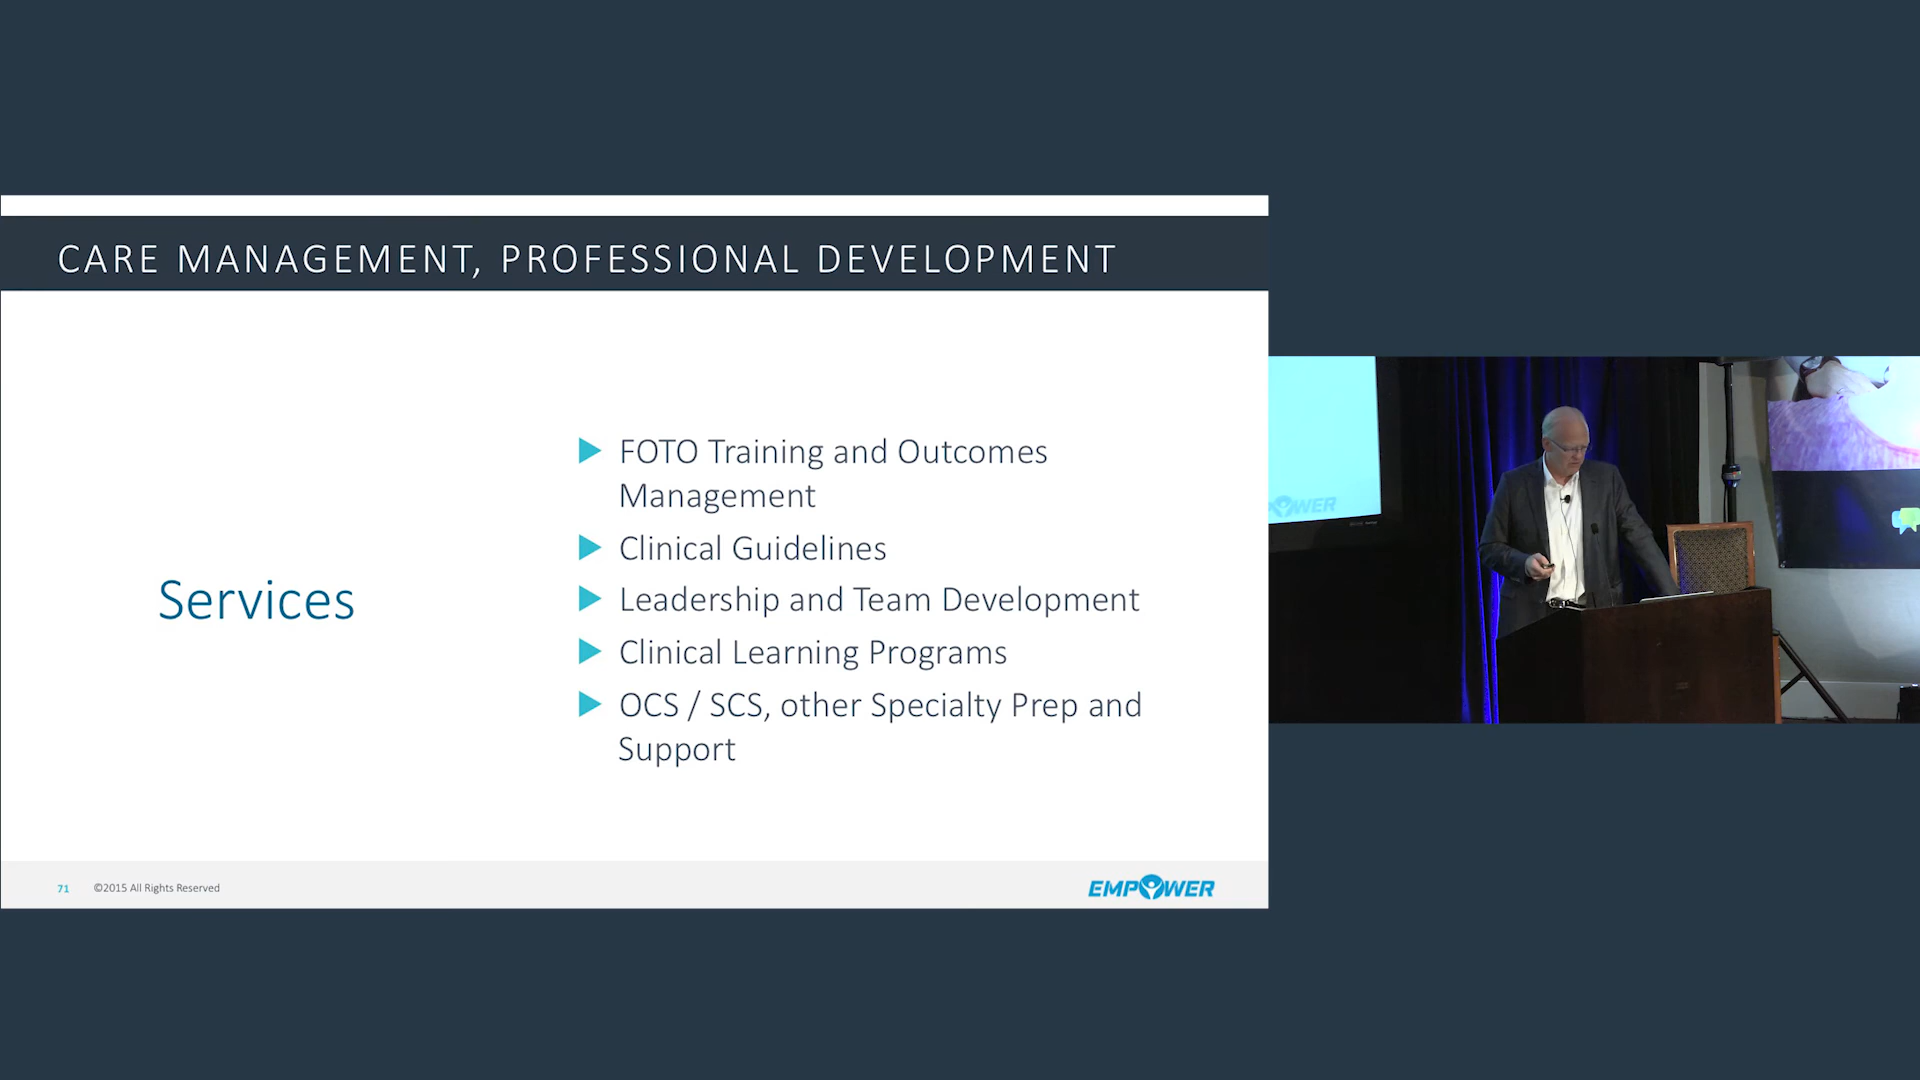 CARE MANAGEMENT, PROFESSIONAL DEVELOPMENT
Services
FOTO Training and Outcomes
Management
Clinical Guidelines
Leadership and Team Development
Clinical Learning Programs
OCS / SCS, other Specialty Prep and
Support
71 ©2015 All Rights Reserved
EMPOWER